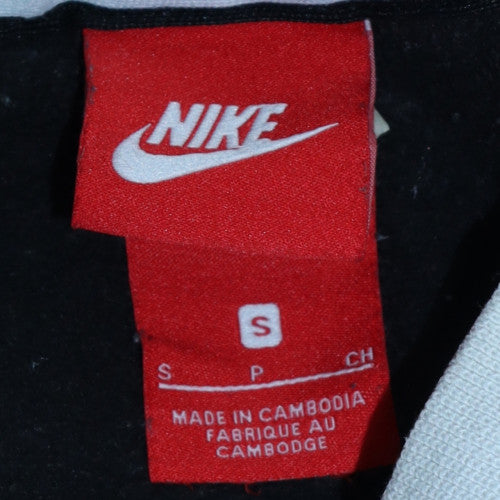 NIKE
S
S P CH
MADE IN CAMBODIA
FABRIQUE AU
CAMBODGE